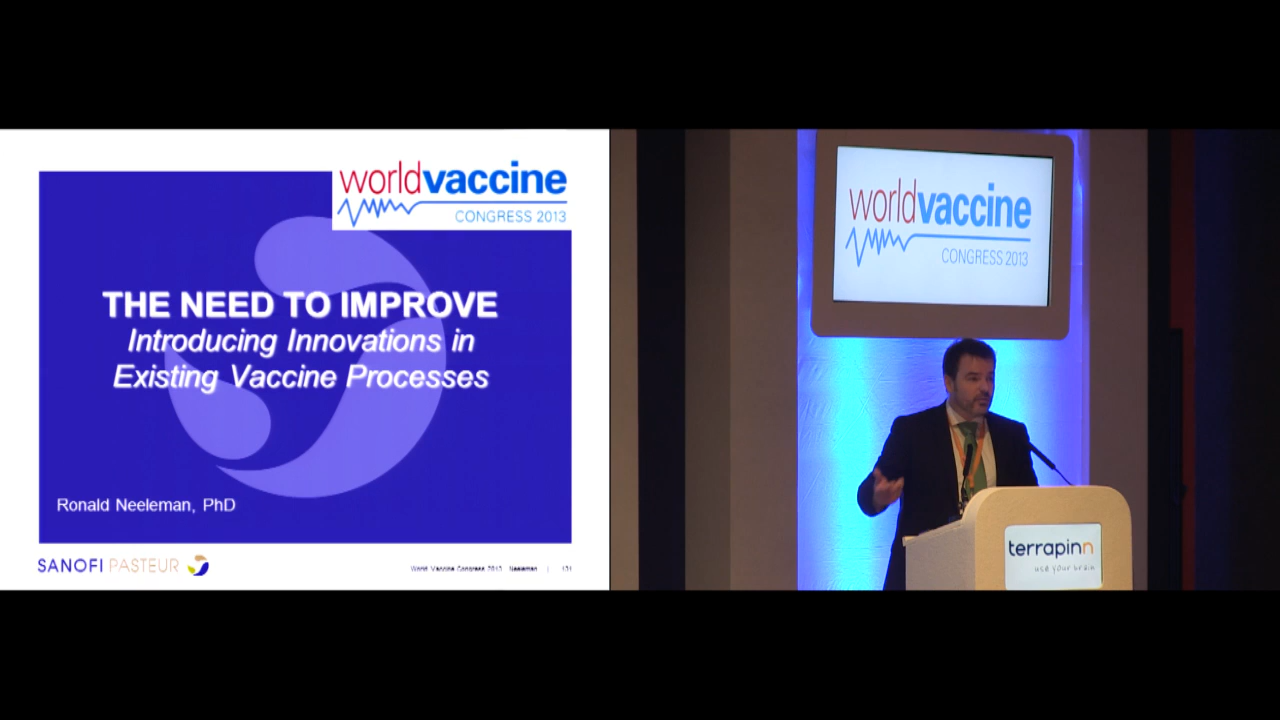 worldvaccine
CONGRESS 2013
THE NEED TO IMPROVE
Introducing Innovations in
Existing Vaccine Processes
Ronald Neeleman, PhD
SANOFI PASTEUR
World Vaccine Congress 2013 Neeleman | 1
worldvaccine
CONGRESS 2013
terrapinn
use your brain